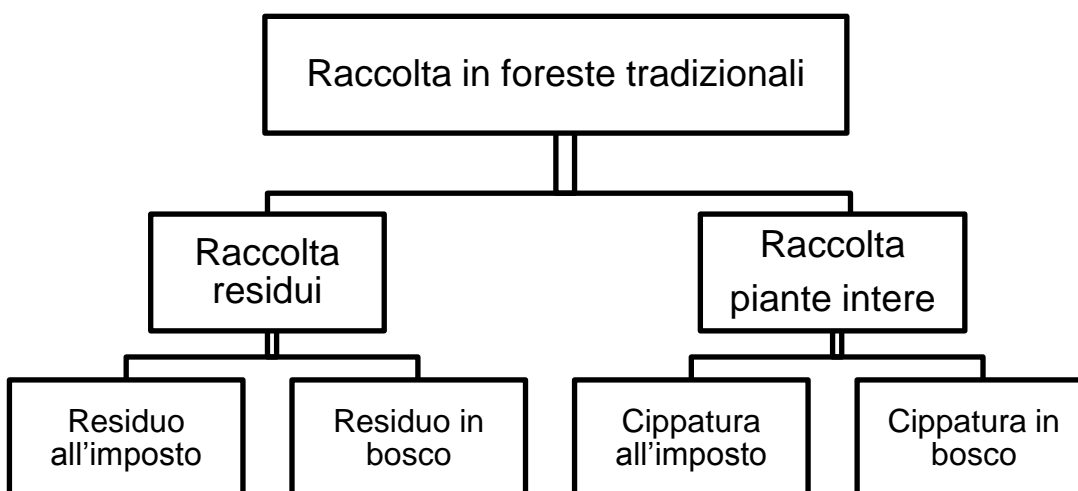 Raccolta in foreste tradizionali
Raccolta
residui
Raccolta
piante intere
Residuo
all’imposto
Residuo in
bosco
Cippatura
all’imposto
Cippatura in
bosco